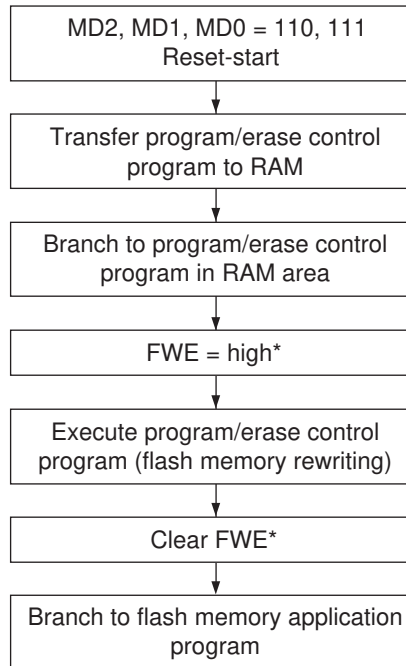 MD2, MD1, MD0 = 110, 111
Reset-start
Transfer program/erase control
program to RAM
Branch to program/erase control
program in RAM area
FWE = high*
Execute program/erase control
program (flash memory rewriting)
Clear FWE*
Branch to flash memory application
program